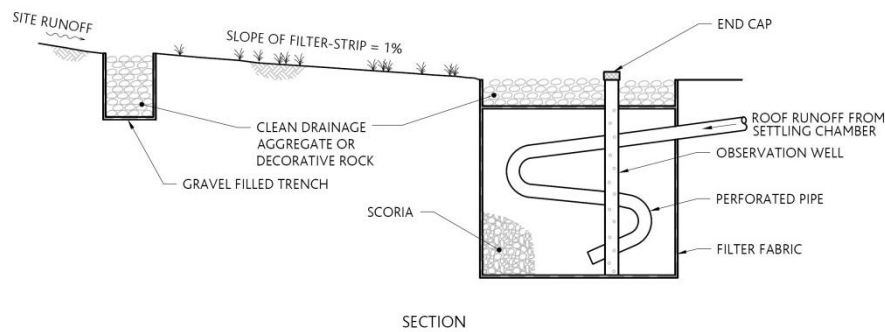 SITE RUNOFF
SLOPE OF FILTER-STRIP = 1%
END CAP
CLEAN DRAINAGE
AGGREGATE OR
DECORATIVE ROCK
GRAVEL FILLED TRENCH
ROOF RUNOFF FROM
SETTLING CHAMBER
OBSERVATION WELL
SCORIA
PERFORATED PIPE
FILTER FABRIC
SECTION